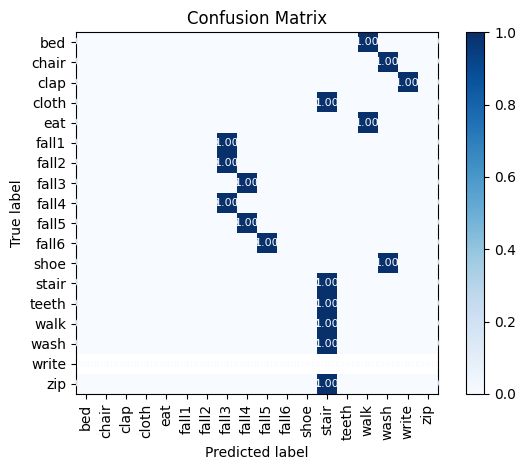 Confusion Matrix
bed 1.00
chair 1.00
clap 1.00
cloth 1.00
eat 1.00
fall1 1.00
fall2 1.00
fall3 1.00
fall4 1.00
fall5 1.00
fall6 1.00
shoe 1.00
stair 1.00
teeth 1.00
walk 1.00
wash 1.00
write
zip 1.00
True label
bed chair clap cloth eat fall1 fall2 fall3 fall4 fall5 fall6 shoe stair teeth walk wash write zip
Predicted label
1.0
0.8
0.6
0.4
0.2
0.0